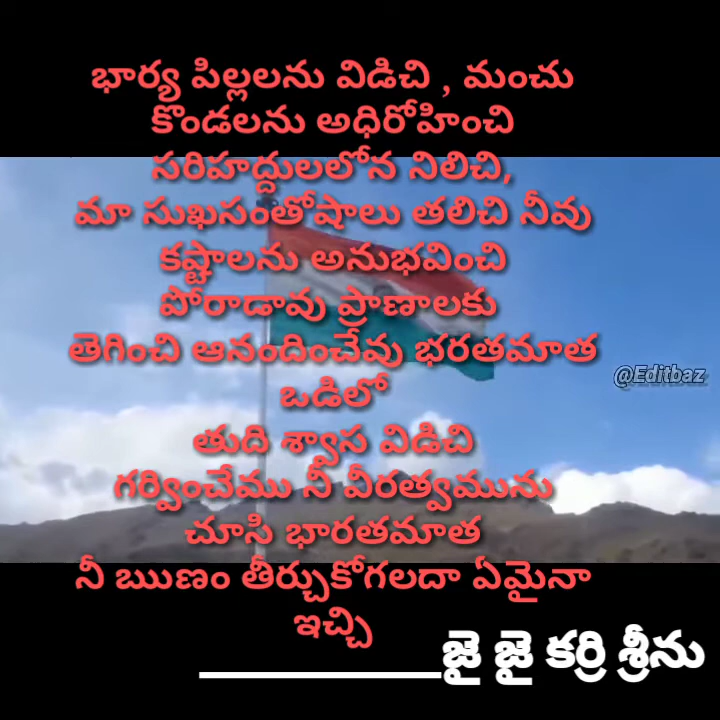 భార్య పిల్లలను విడిచి , మంచు
కొండలను అధిరోహించి
సరిహద్దులలోన నిలిచి,
మా సుఖసంతోషాలు తలిచి నీవు
కష్టాలను అనుభవించి
పోరాడావు ప్రాణాలకు
తెగించి ఆనందించేవు భరతమాత
ఒడిలో
తుది శ్వాస విడిచి
గర్వించేము నీ వీరత్వమును
చూసి భారతమాత
నీ ఋణం తీర్చుకోగలదా ఏమైనా
ఇచ్చి
____________జై జై కర్రి శ్రీను
@Editbaz